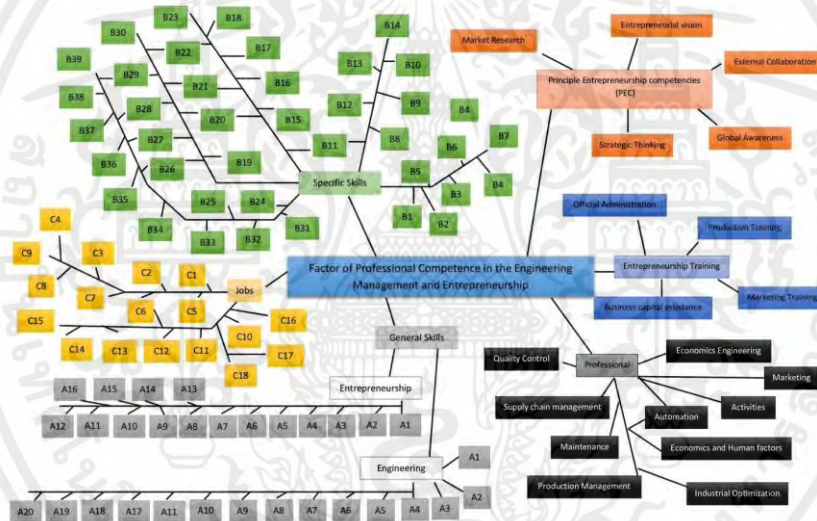 B23
B18
B14
B30
B22
B17
B13
B10
B39
B29
B21
B16
B38
B28
B20
B15
B12
B9
B4
B37
B27
B11
B8
B6
B7
B36
B26
B19
B5
B35
B25
B24
B3
B4
B34
B33
B32
B31
B1
B2
Specific Skills
Market Research
Entrepreneurial vision
External Collaboration
Principle Entrepreneurship competencies
(PEC)
Strategic Thinking
Global Awareness
Official Administration
Production Training
Entrepreneurship Training
Business capital assistance
Marketing Training
Factor of Professional Competence in the Engineering
Management and Entrepreneurship
C4
C9
C3
C2
C1
Jobs
C8
C7
C6
C5
C16
C15
C14
C13
C12
C11
C10
C17
C18
General Skills
Entrepreneurship
A16
A15
A14
A13
A12
A11
A10
A9
A8
A7
A6
A5
A4
A3
A2
A1
Engineering
A1
A2
A20
A19
A18
A17
A11
A10
A9
A8
A7
A6
A5
A4
A3
Quality Control
Professional
Economics Engineering
Marketing
Supply chain management
Automation
Activities
Maintenance
Economics and Human factors
Production Management
Industrial Optimization